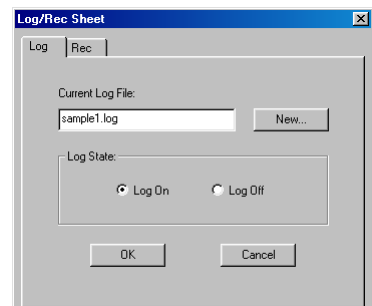 Log/Rec Sheet
Log Rec
Current Log File:
sample1.log New...
Log State:
Log On Log Off
OK Cancel